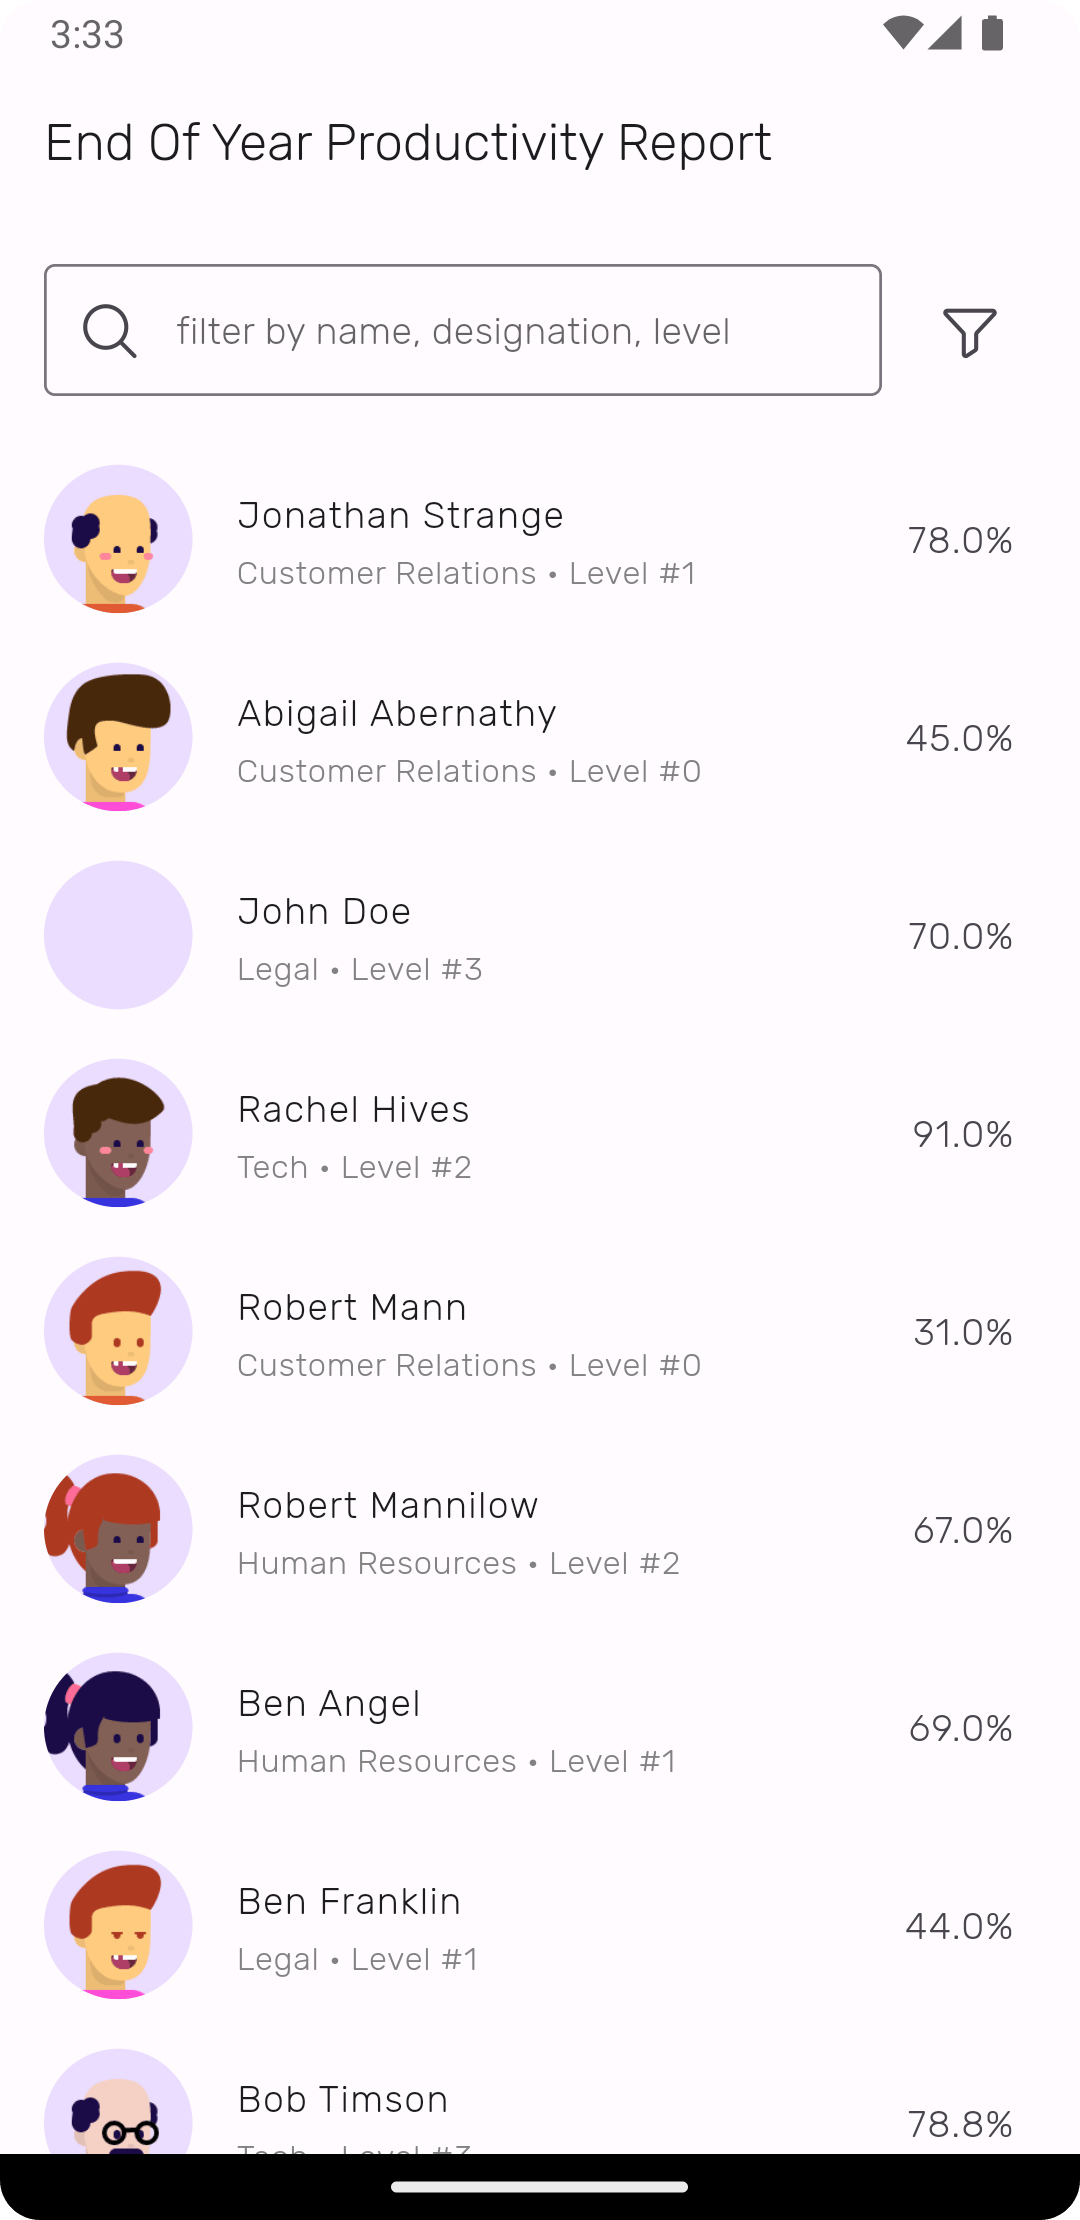 3:33
End Of Year Productivity Report
filter by name, designation, level
Jonathan Strange
Customer Relations • Level #1
78.0%
Abigail Abernathy
Customer Relations • Level #0
45.0%
John Doe
Legal • Level #3
70.0%
Rachel Hives
Tech • Level #2
91.0%
Robert Mann
Customer Relations • Level #0
31.0%
Robert Mannilow
Human Resources • Level #2
67.0%
Ben Angel
Human Resources • Level #1
69.0%
Ben Franklin
Legal • Level #1
44.0%
Bob Timson
Tech • Level #3
78.8%